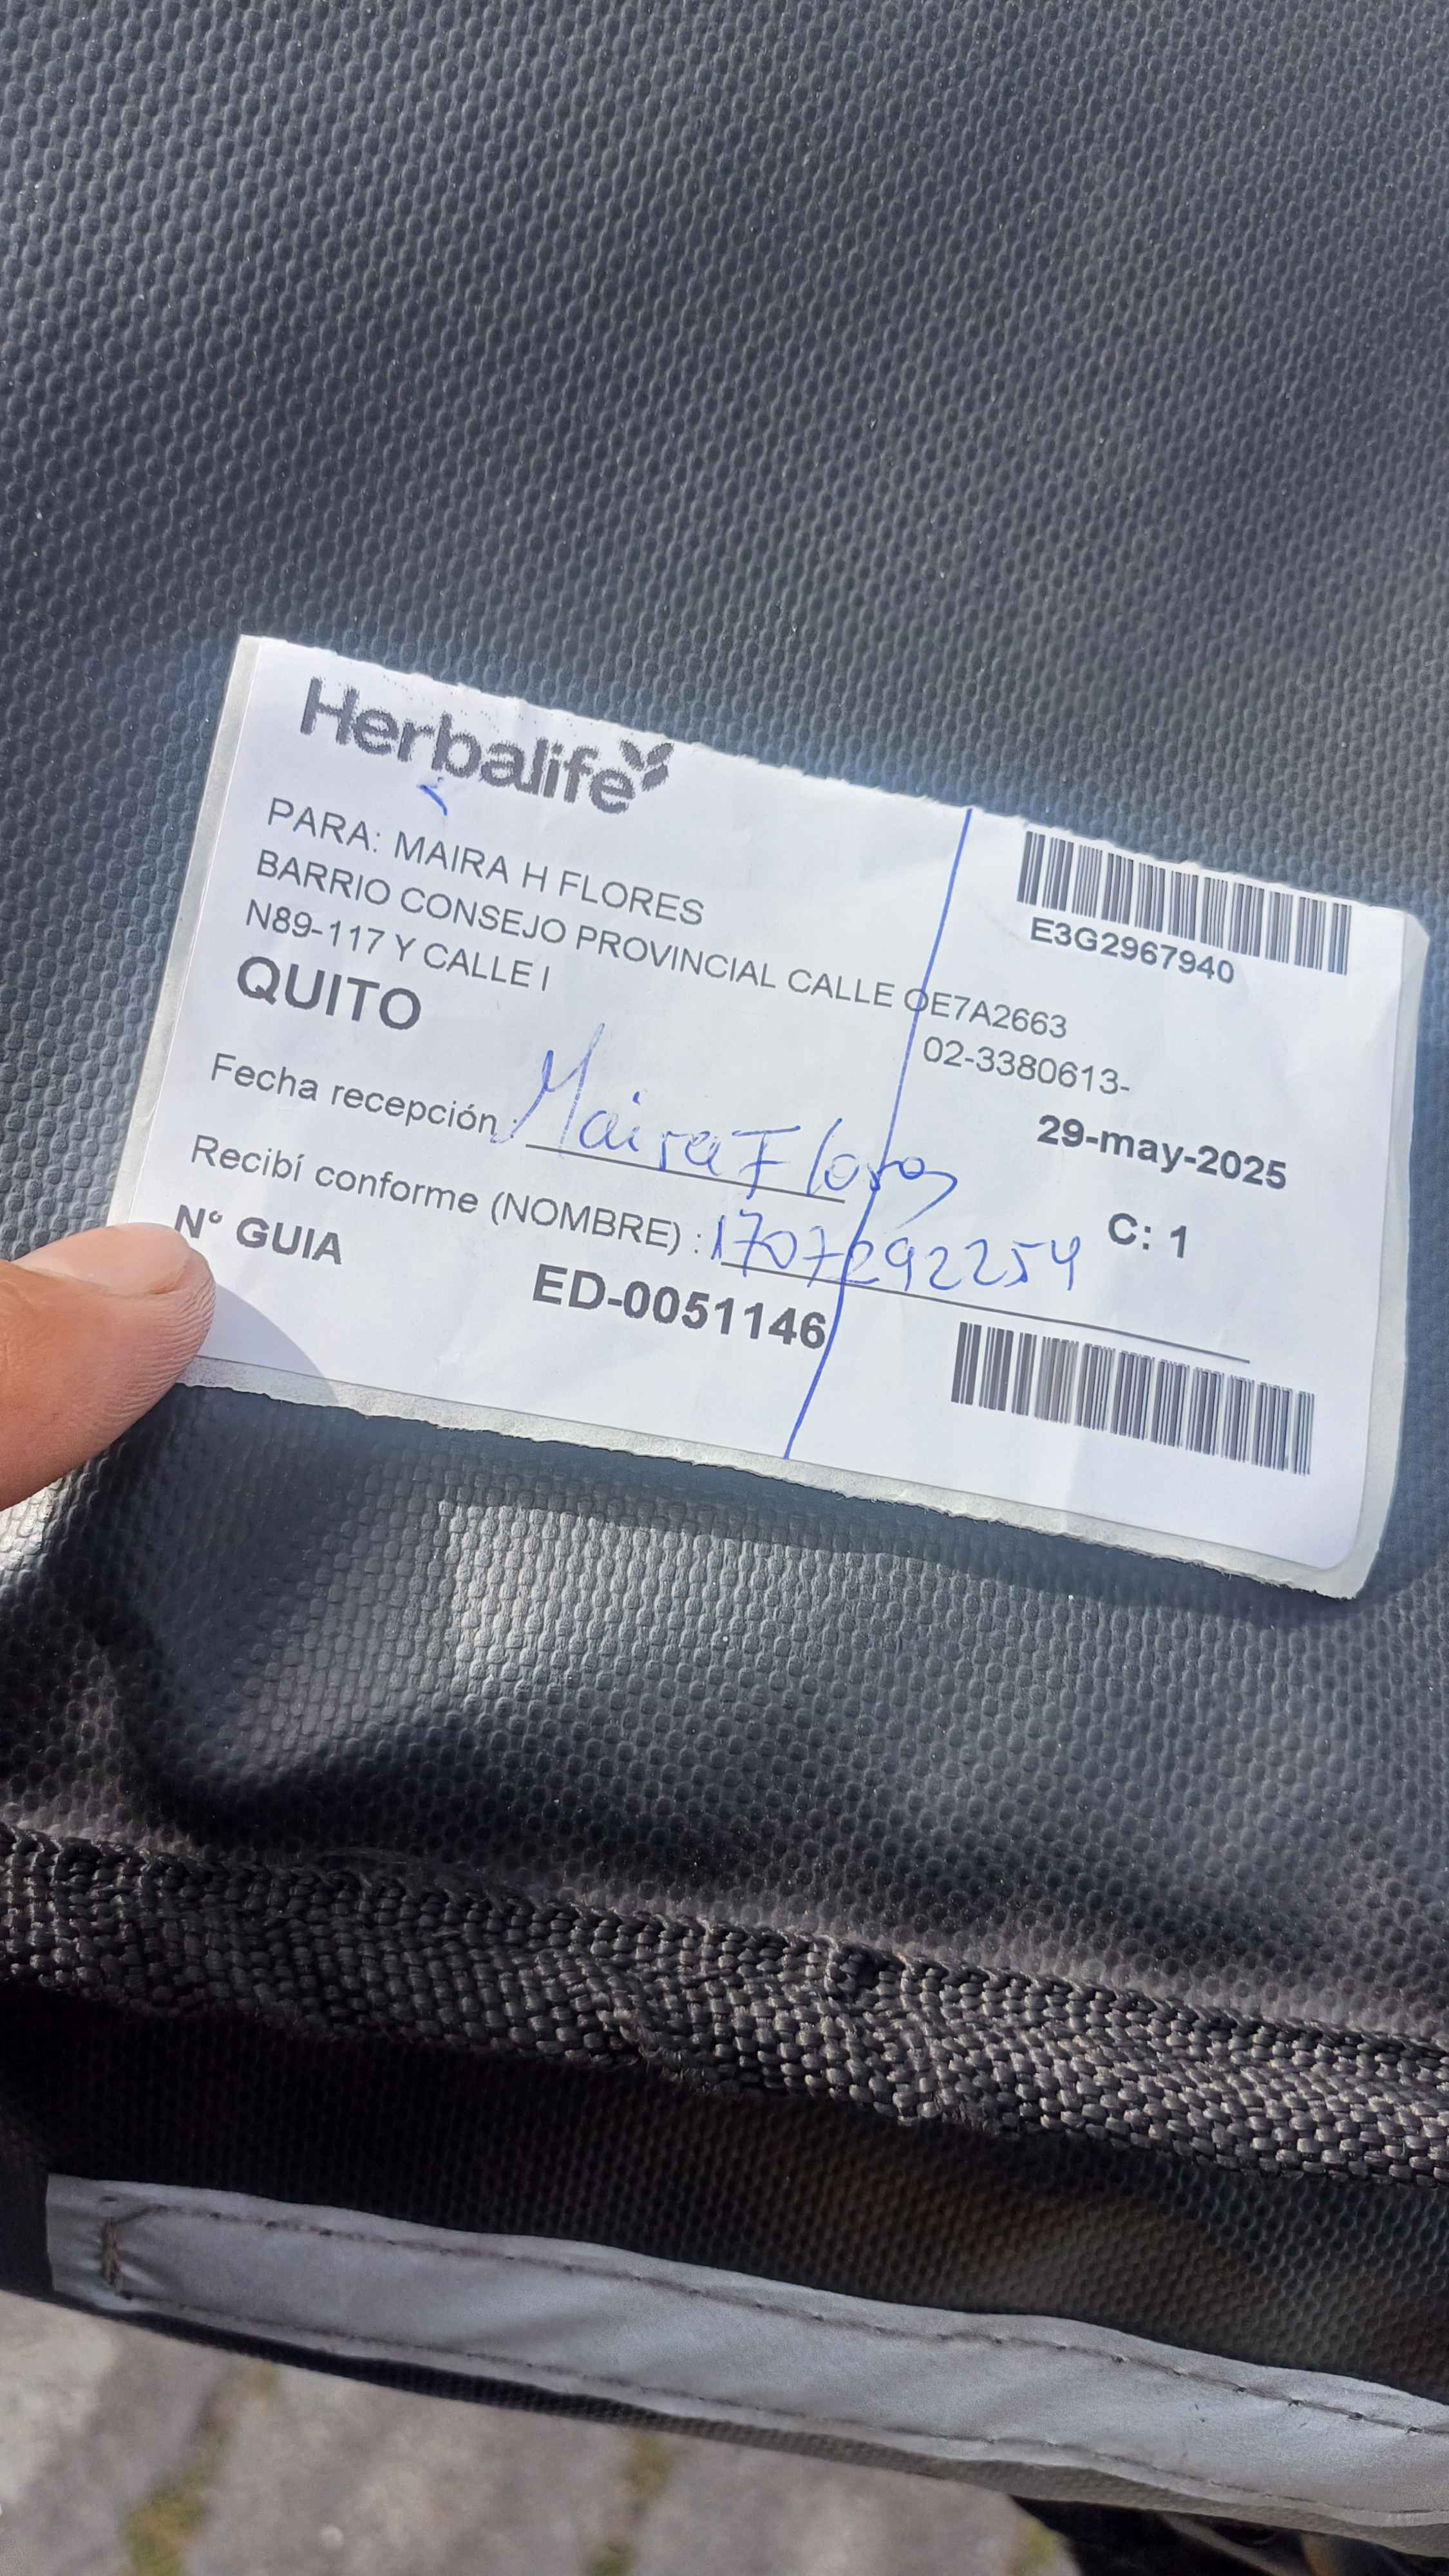 Herbalife
PARA: MAIRA H FLORES
BARRIO CONSEJO PROVINCIAL CALLE OE7A2663
N89-117 Y CALLE I
QUITO
E3G2967940
02-3380613-
29-may-2025
Fecha recepción : Maira Flores
C: 1
Recibí conforme (NOMBRE) : 1707292254
N° GUIA
ED-0051146